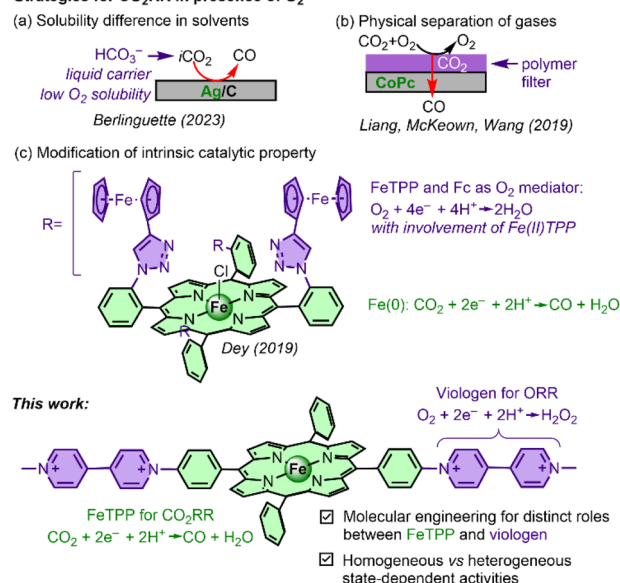 Strategies for CO₂RR in presence of O₂
(a) Solubility difference in solvents
HCO₃⁻ iCO₂ CO
liquid carrier
low O₂ solubility
Ag/C
Berlinguette (2023)
(b) Physical separation of gases
CO₂+O₂ O₂
CO₂
polymer
filter
CoPc
CO
Liang, McKeown, Wang (2019)
(c) Modification of intrinsic catalytic property
R=
Fe
Fe
N
N
N
N
N
N
R
Cl
N
N
Fe
N
N
R
Dey (2019)
FeTPP and Fc as O₂ mediator:
O₂ + 4e⁻ + 4H⁺→2H₂O
with involvement of Fe(II)TPP
Fe(0): CO₂ + 2e⁻ + 2H⁺→CO + H₂O
This work:
Viologen for ORR
O₂ + 2e⁻ + 2H⁺→H₂O₂
N+
N+
N
N
Fe
N
N
N+
N+
FeTPP for CO₂RR
CO₂ + 2e⁻ + 2H⁺→CO + H₂O
☑ Molecular engineering for distinct roles
between FeTPP and viologen
☑ Homogeneous vs heterogeneous
state-dependent activities